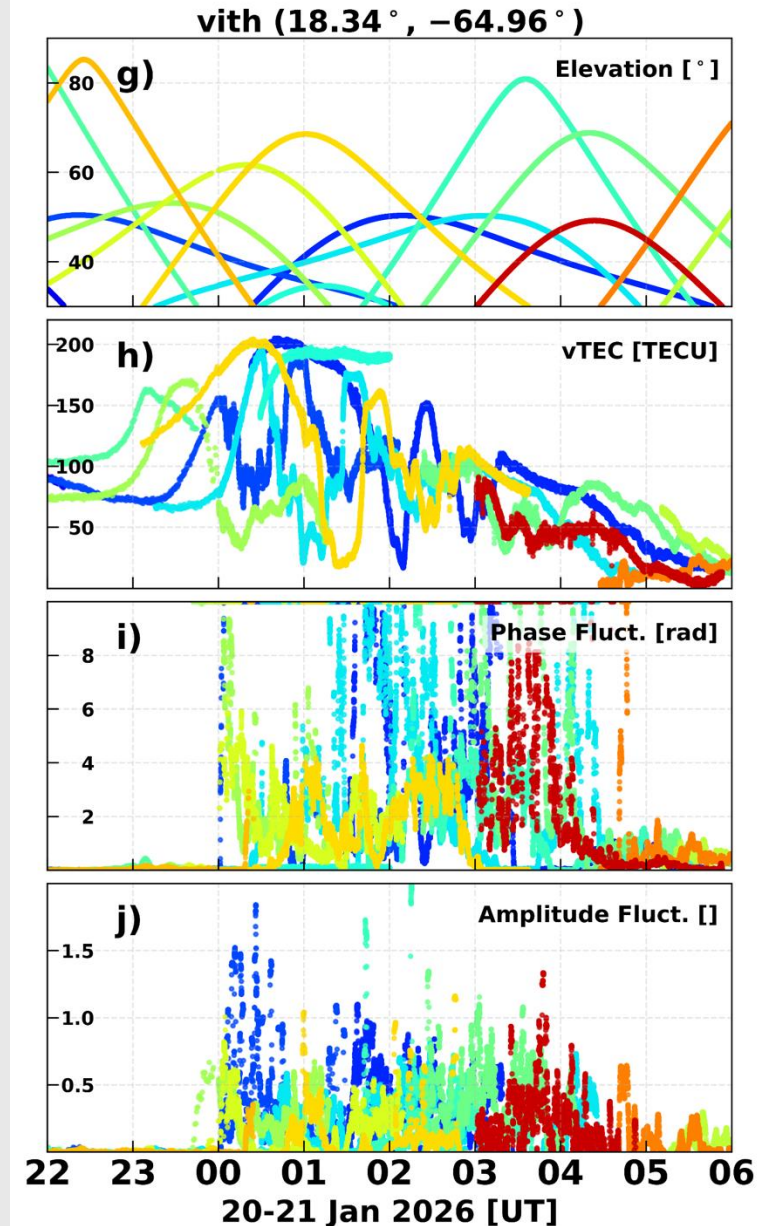 vith (18.34°, −64.96°)
g)
Elevation [°]
80
60
40
h)
vTEC [TECU]
200
150
100
50
i)
Phase Fluct. [rad]
8
6
4
2
j)
Amplitude Fluct. []
1.5
1.0
0.5
22 23 00 01 02 03 04 05 06
20-21 Jan 2026 [UT]